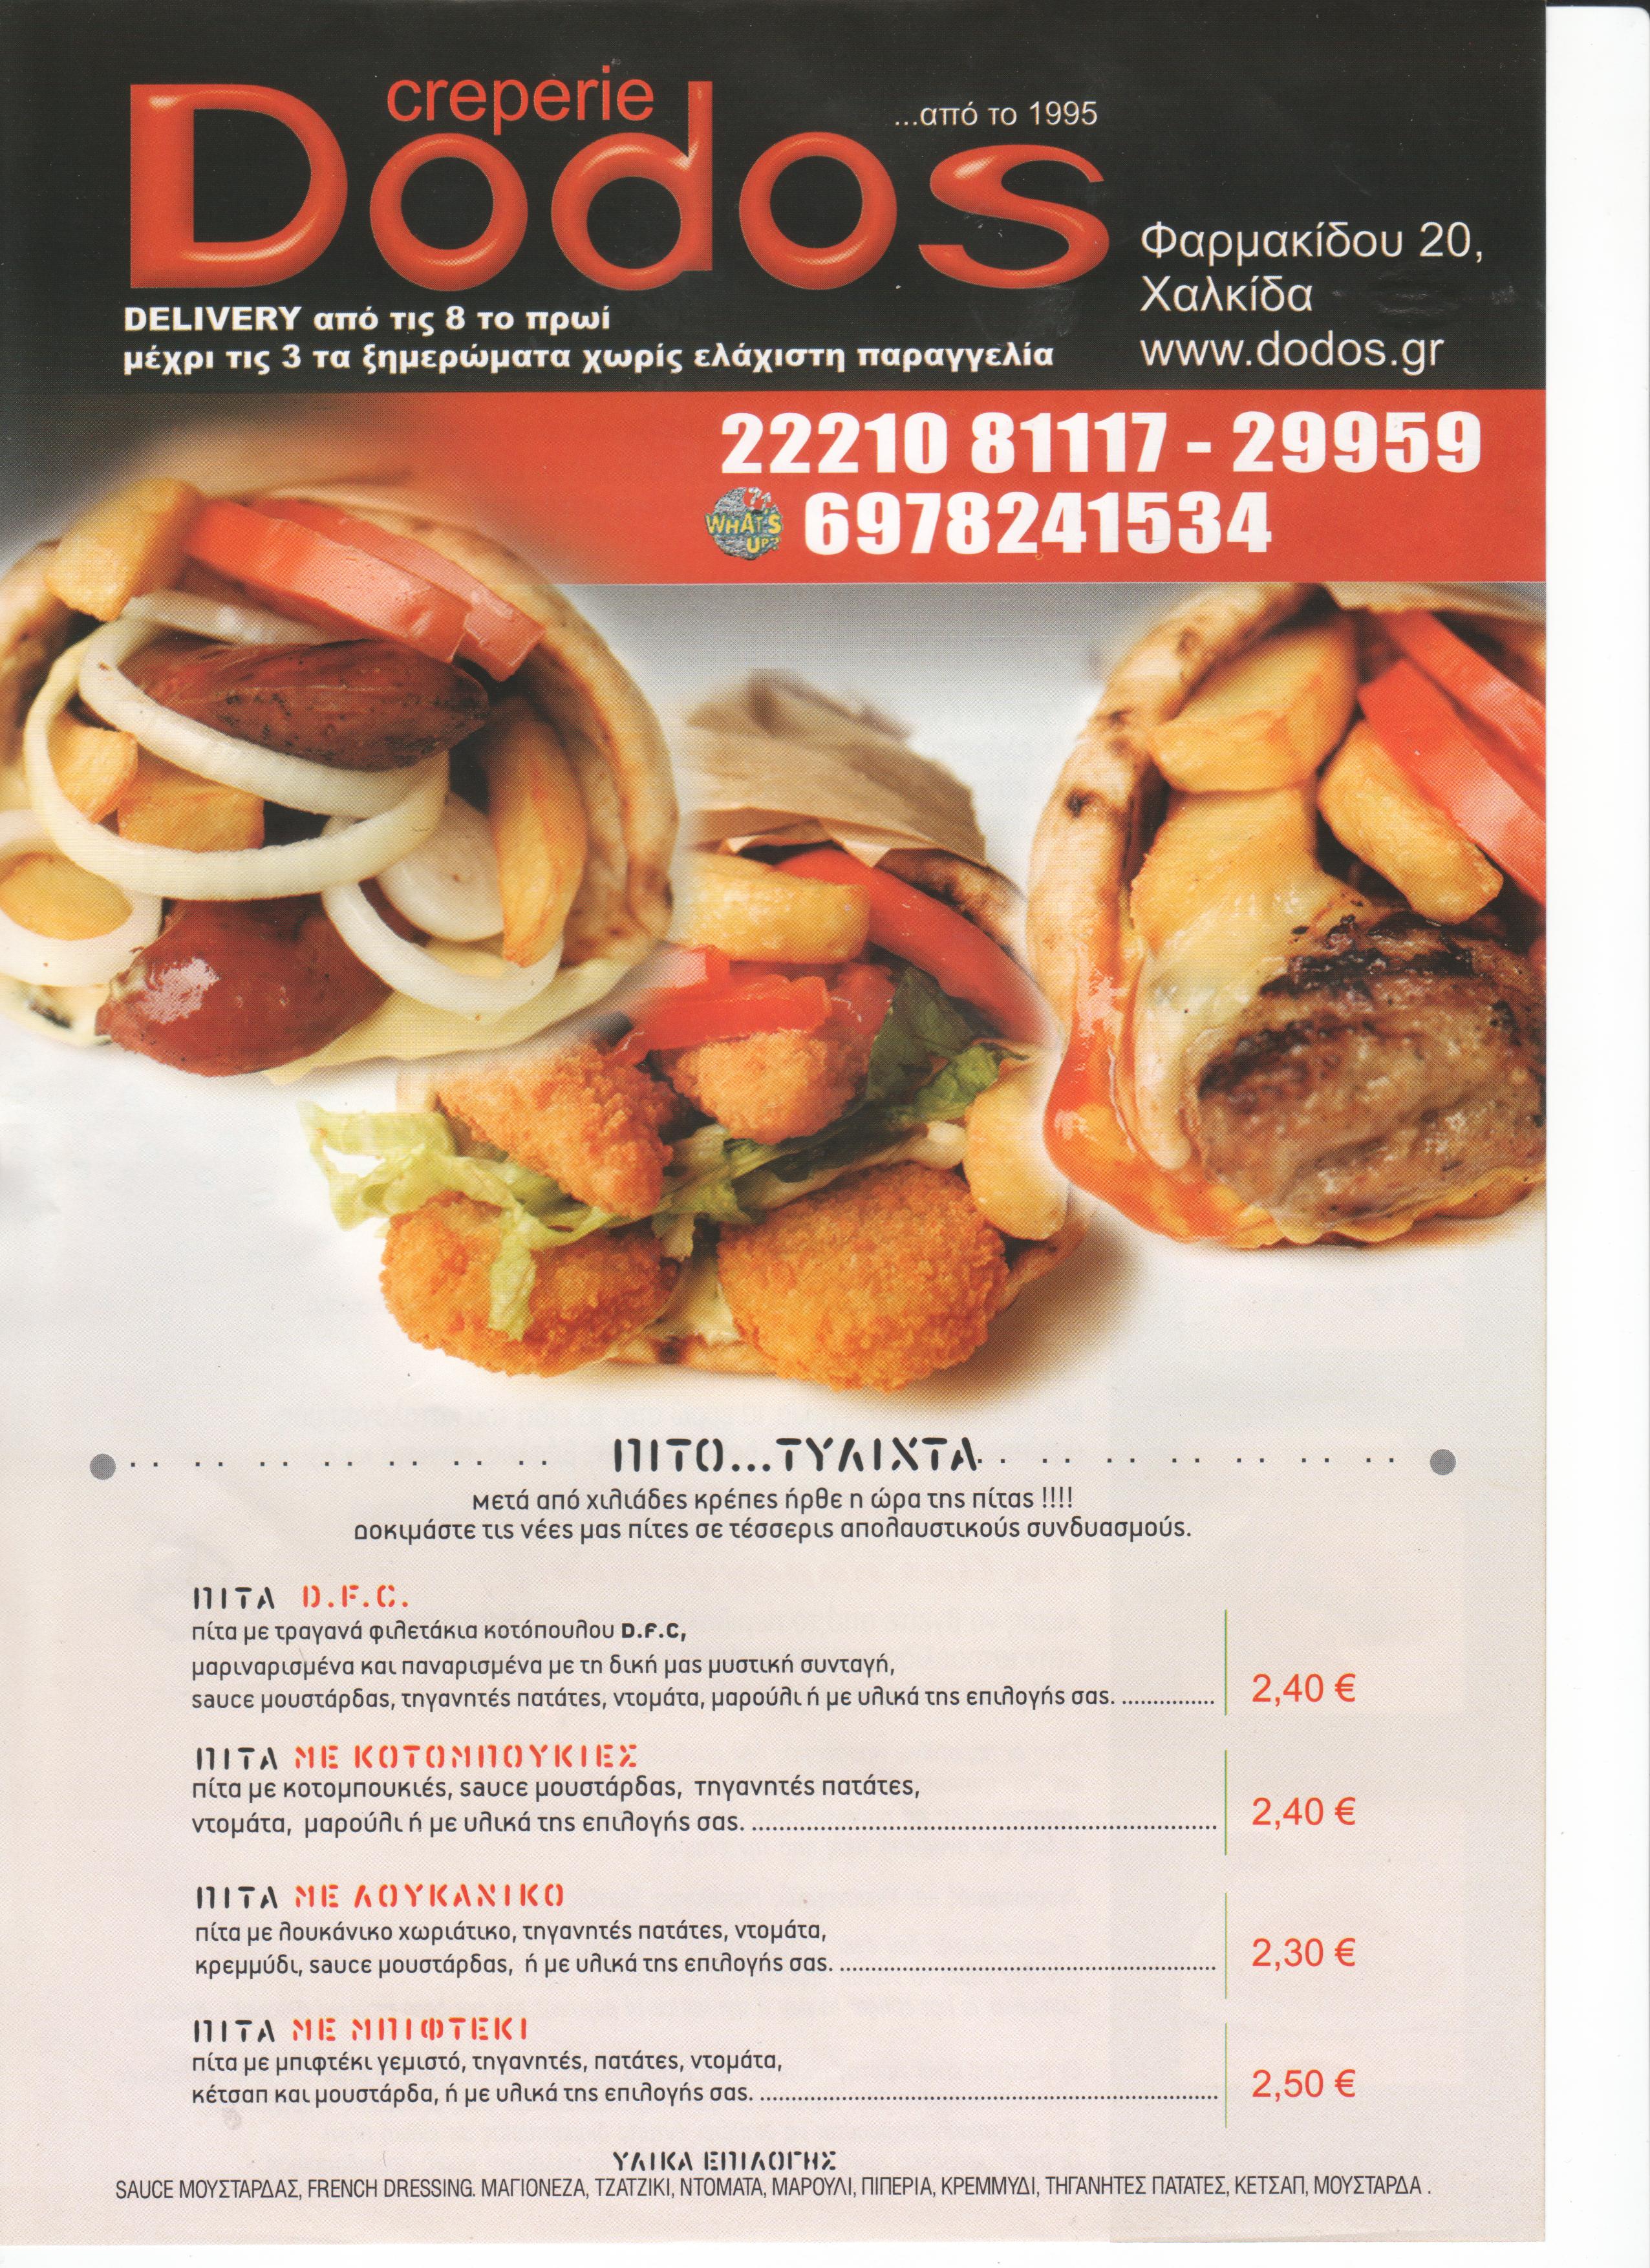 creperie
Dodos
...από το 1995
Φαρμακίδου 20,
Χαλκίδα
www.dodos.gr
DELIVERY από τις 8 το πρωί
μέχρι τις 3 τα ξημερώματα χωρίς ελάχιστη παραγγελία
22210 81117 - 29959
WHAT'S UP? 6978241534
ΠΙΤΟ...ΤΥΛΙΧΤΑ
Μετά από χιλιάδες κρέπες ήρθε η ώρα της πίτας !!!!
Δοκιμάστε τις νέες μας πίτες σε τέσσερις απολαυστικούς συνδυασμούς.
ΠΙΤΑ D.F.C.
πίτα με τραγανά φιλετάκια κοτόπουλου D.F.C,
μαριναρισμένα και παναρισμένα με τη δική μας μυστική συνταγή,
sauce μουστάρδας, τηγανητές πατάτες, ντομάτα, μαρούλι ή με υλικά της επιλογής σας. ............... 2,40 €
ΠΙΤΑ ΜΕ ΚΟΤΟΜΠΟΥΚΙΕΣ
πίτα με κοτομπουκιές, sauce μουστάρδας, τηγανητές πατάτες,
ντομάτα, μαρούλι ή με υλικά της επιλογής σας. ............... 2,40 €
ΠΙΤΑ ΜΕ ΛΟΥΚΑΝΙΚΟ
πίτα με λουκάνικο χωριάτικο, τηγανητές πατάτες, ντομάτα,
κρεμμύδι, sauce μουστάρδας, ή με υλικά της επιλογής σας. ............... 2,30 €
ΠΙΤΑ ΜΕ ΜΠΙΦΤΕΚΙ
πίτα με μπιφτέκι γεμιστό, τηγανητές, πατάτες, ντομάτα,
κέτσαπ και μουστάρδα, ή με υλικά της επιλογής σας. ............... 2,50 €
ΥΛΙΚΑ ΕΠΙΛΟΓΗΣ
SAUCE ΜΟΥΣΤΑΡΔΑΣ, FRENCH DRESSING. ΜΑΓΙΟΝΕΖΑ, ΤΖΑΤΖΙΚΙ, ΝΤΟΜΑΤΑ, ΜΑΡΟΥΛΙ, ΠΙΠΕΡΙΑ, ΚΡΕΜΜΥΔΙ, ΤΗΓΑΝΗΤΕΣ ΠΑΤΑΤΕΣ, ΚΕΤΣΑΠ, ΜΟΥΣΤΑΡΔΑ .